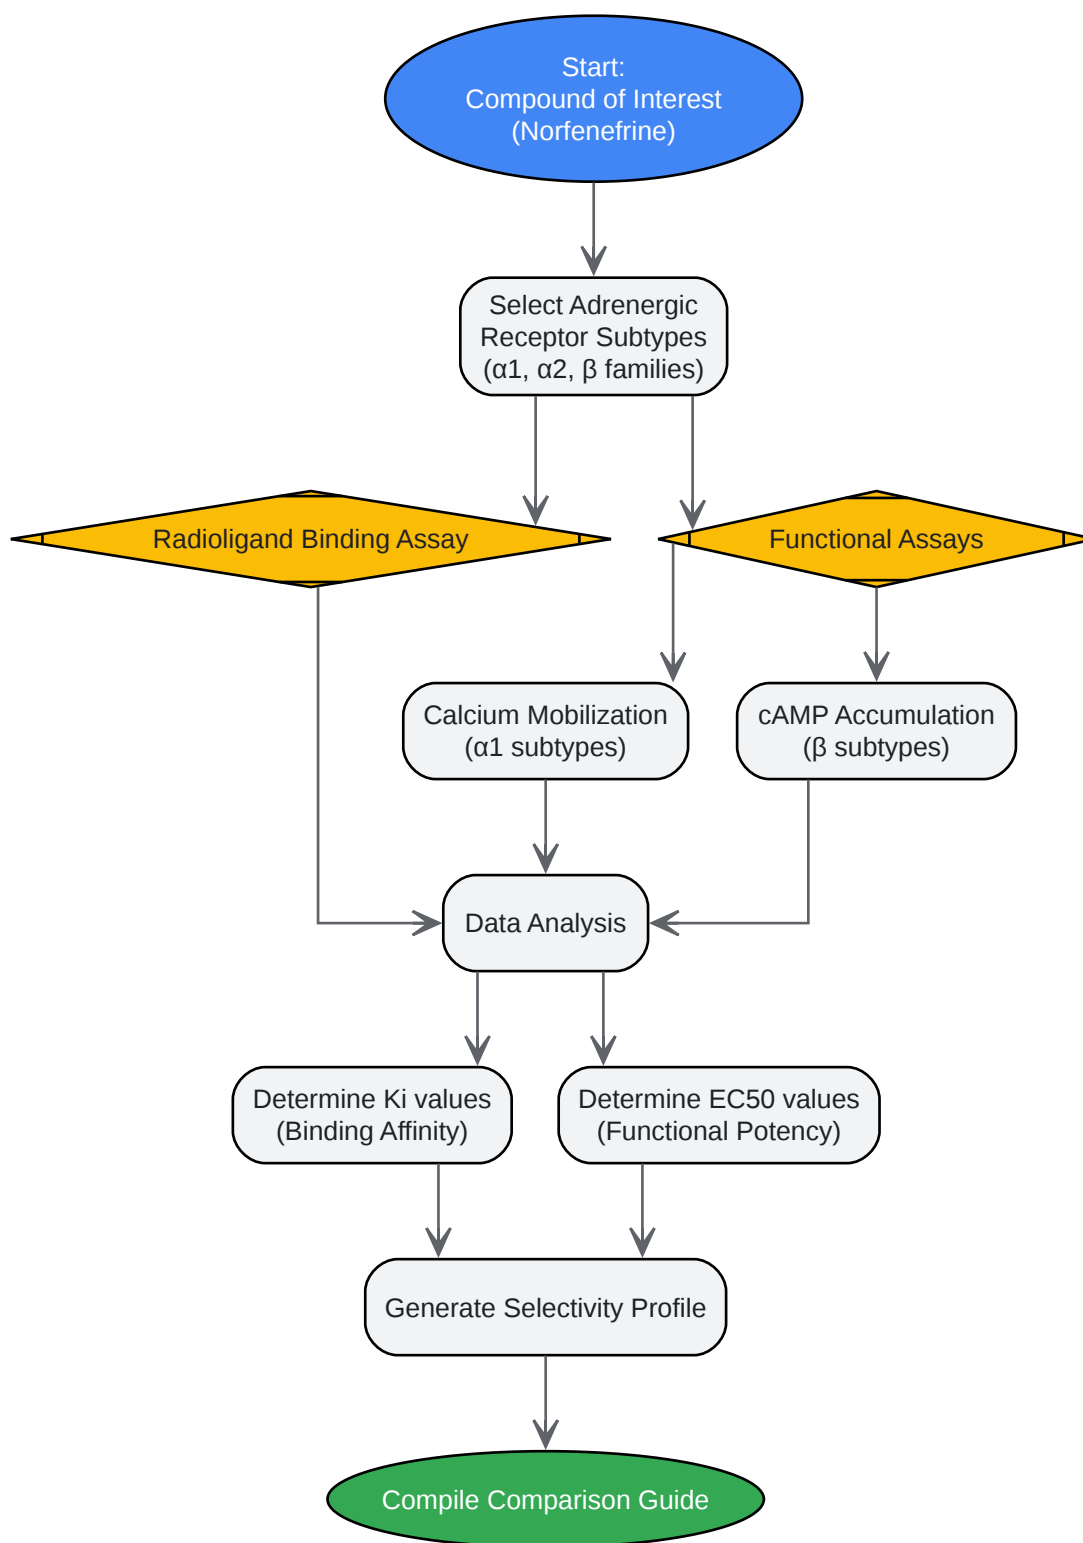 Start:
Compound of Interest
(Norfenefrine)
Select Adrenergic
Receptor Subtypes
(α1, α2, β families)
Radioligand Binding Assay
Functional Assays
Calcium Mobilization
(α1 subtypes)
cAMP Accumulation
(β subtypes)
Data Analysis
Determine Ki values
(Binding Affinity)
Determine EC50 values
(Functional Potency)
Generate Selectivity Profile
Compile Comparison Guide